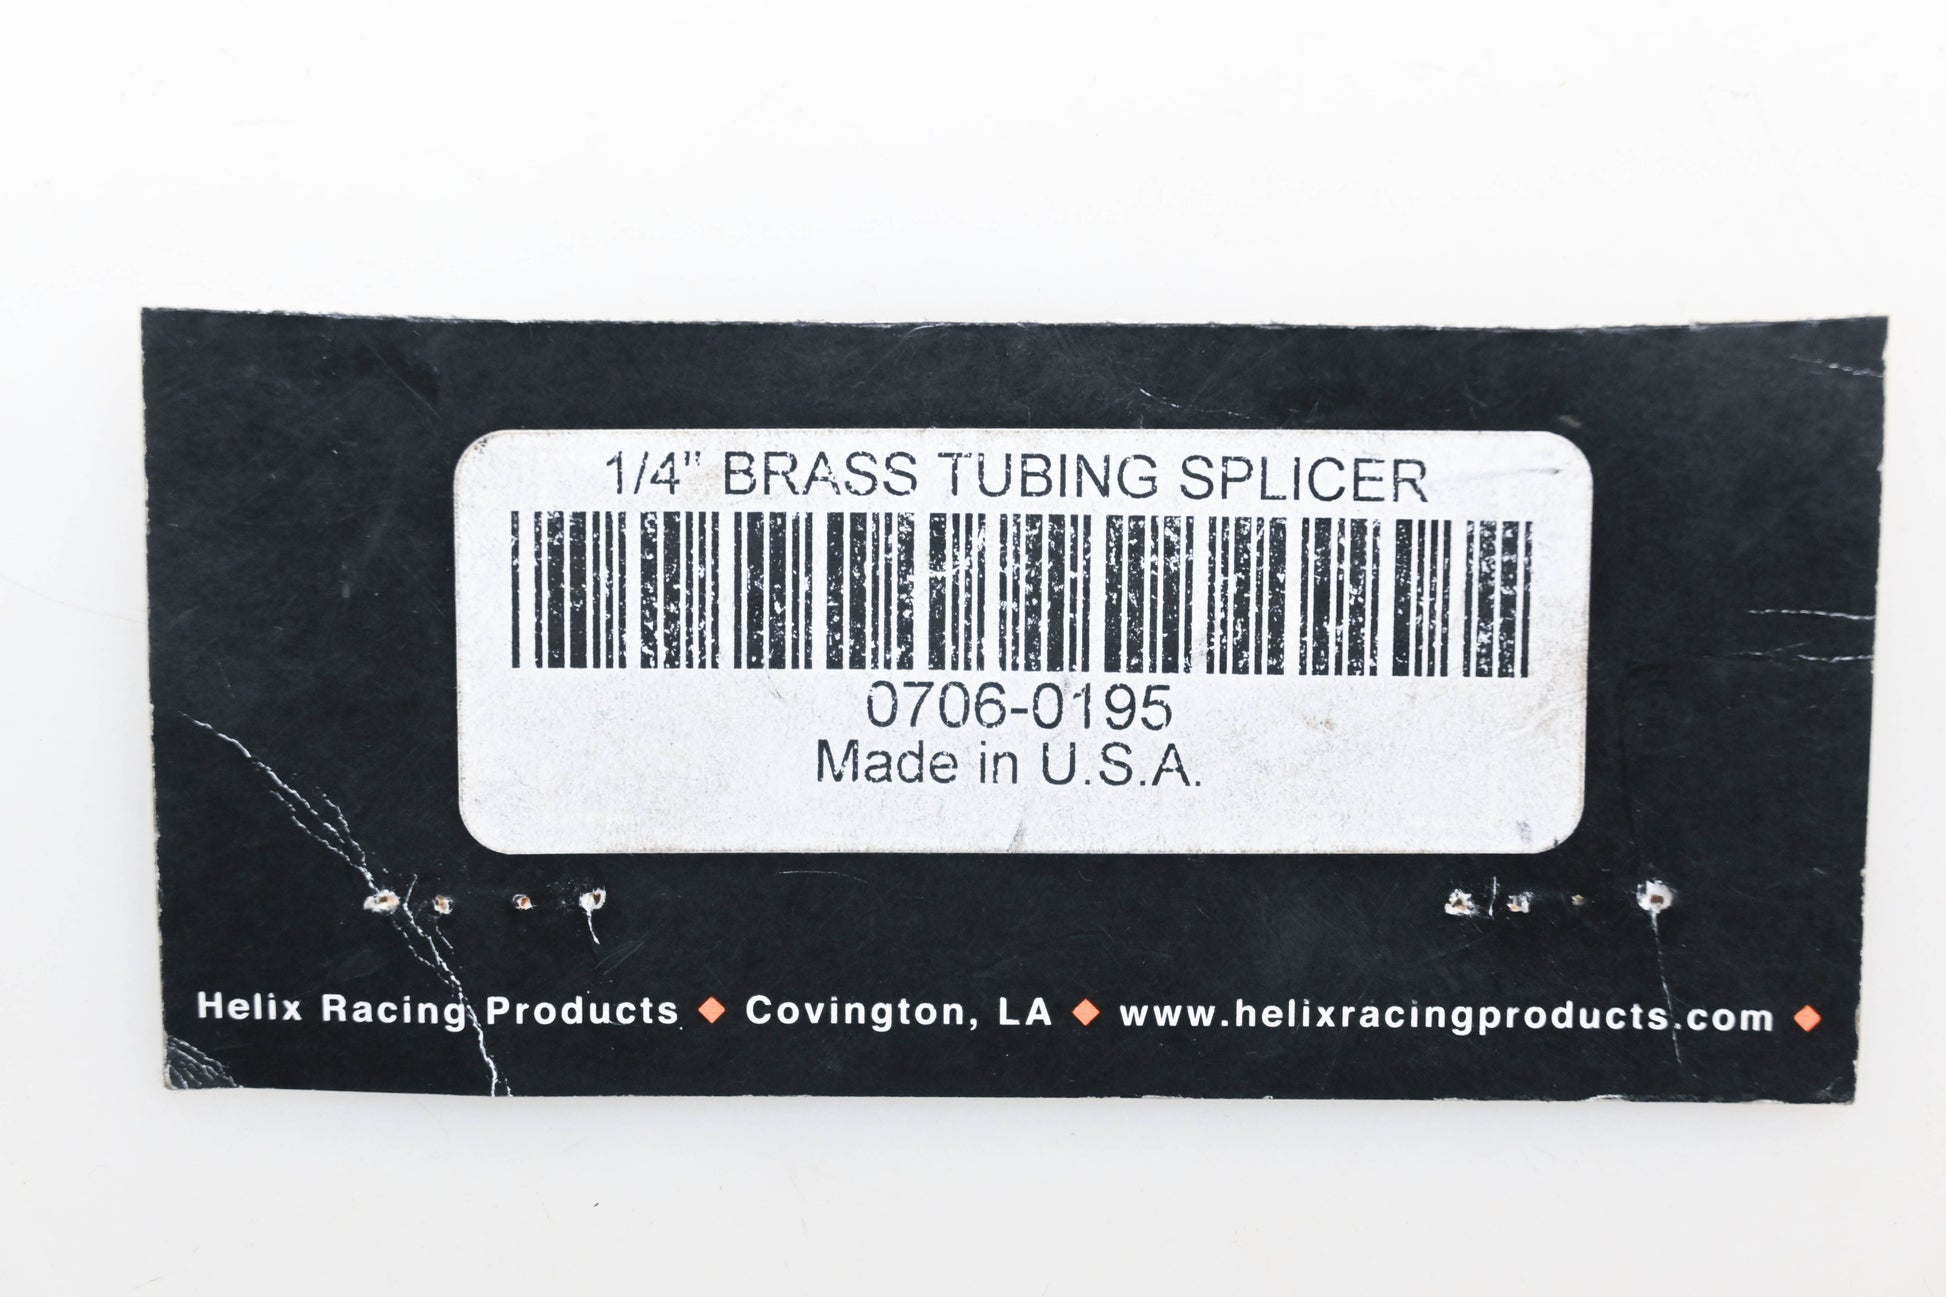 1/4" BRASS TUBING SPLICER
0706-0195
Made in U.S.A.
Helix Racing Products ◆ Covington, LA ◆ www.helixracingproducts.com ◆